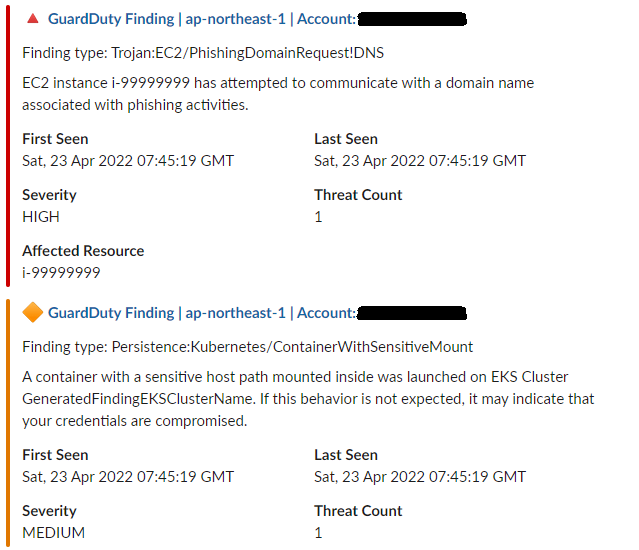 GuardDuty Finding | ap-northeast-1 | Account:
Finding type: Trojan:EC2/PhishingDomainRequest!DNS
EC2 instance i-99999999 has attempted to communicate with a domain name
associated with phishing activities.
First Seen Last Seen
Sat, 23 Apr 2022 07:45:19 GMT Sat, 23 Apr 2022 07:45:19 GMT
Severity Threat Count
HIGH 1
Affected Resource
i-99999999
GuardDuty Finding | ap-northeast-1 | Account:
Finding type: Persistence:Kubernetes/ContainerWithSensitiveMount
A container with a sensitive host path mounted inside was launched on EKS Cluster
GeneratedFindingEKSClusterName. If this behavior is not expected, it may indicate that
your credentials are compromised.
First Seen Last Seen
Sat, 23 Apr 2022 07:45:19 GMT Sat, 23 Apr 2022 07:45:19 GMT
Severity Threat Count
MEDIUM 1